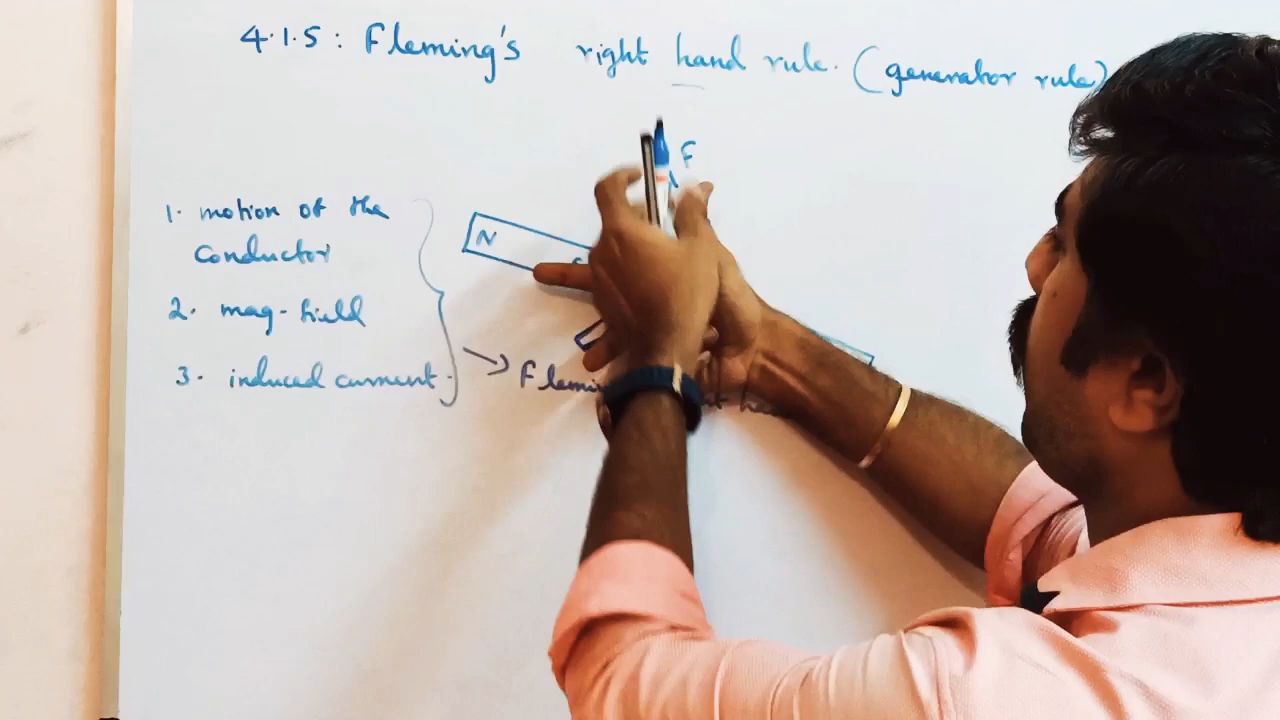 4.1.5: Fleming's right hand rule. (generator rule)
F
1. motion of the
N
Conductor
2. mag-field
3. induced current.